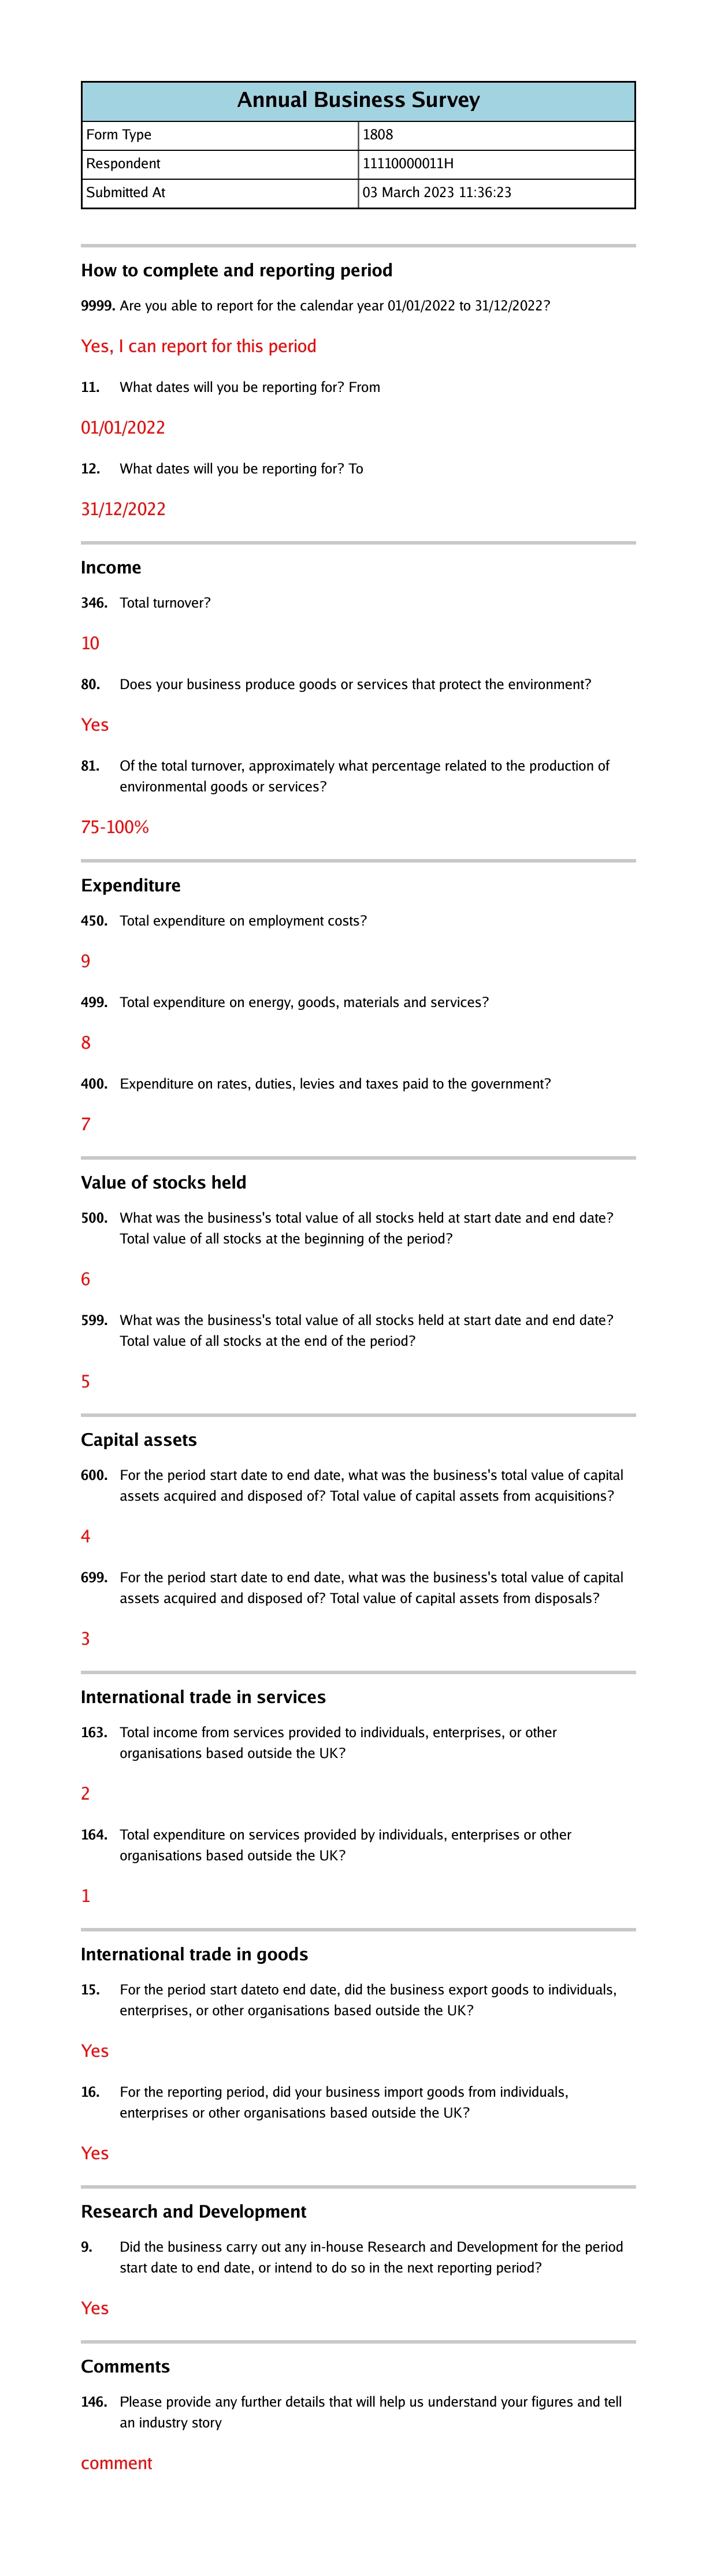 Annual Business Survey
Form Type 1808
Respondent 11110000011H
Submitted At 03 March 2023 11:36:23
How to complete and reporting period
9999. Are you able to report for the calendar year 01/01/2022 to 31/12/2022?
Yes, I can report for this period
11. What dates will you be reporting for? From
01/01/2022
12. What dates will you be reporting for? To
31/12/2022
Income
346. Total turnover?
10
80. Does your business produce goods or services that protect the environment?
Yes
81. Of the total turnover, approximately what percentage related to the production of
environmental goods or services?
75-100%
Expenditure
450. Total expenditure on employment costs?
9
499. Total expenditure on energy, goods, materials and services?
8
400. Expenditure on rates, duties, levies and taxes paid to the government?
7
Value of stocks held
500. What was the business's total value of all stocks held at start date and end date?
Total value of all stocks at the beginning of the period?
6
599. What was the business's total value of all stocks held at start date and end date?
Total value of all stocks at the end of the period?
5
Capital assets
600. For the period start date to end date, what was the business's total value of capital
assets acquired and disposed of? Total value of capital assets from acquisitions?
4
699. For the period start date to end date, what was the business's total value of capital
assets acquired and disposed of? Total value of capital assets from disposals?
3
International trade in services
163. Total income from services provided to individuals, enterprises, or other
organisations based outside the UK?
2
164. Total expenditure on services provided by individuals, enterprises or other
organisations based outside the UK?
1
International trade in goods
15. For the period start dateto end date, did the business export goods to individuals,
enterprises, or other organisations based outside the UK?
Yes
16. For the reporting period, did your business import goods from individuals,
enterprises or other organisations based outside the UK?
Yes
Research and Development
9. Did the business carry out any in-house Research and Development for the period
start date to end date, or intend to do so in the next reporting period?
Yes
Comments
146. Please provide any further details that will help us understand your figures and tell
an industry story
comment